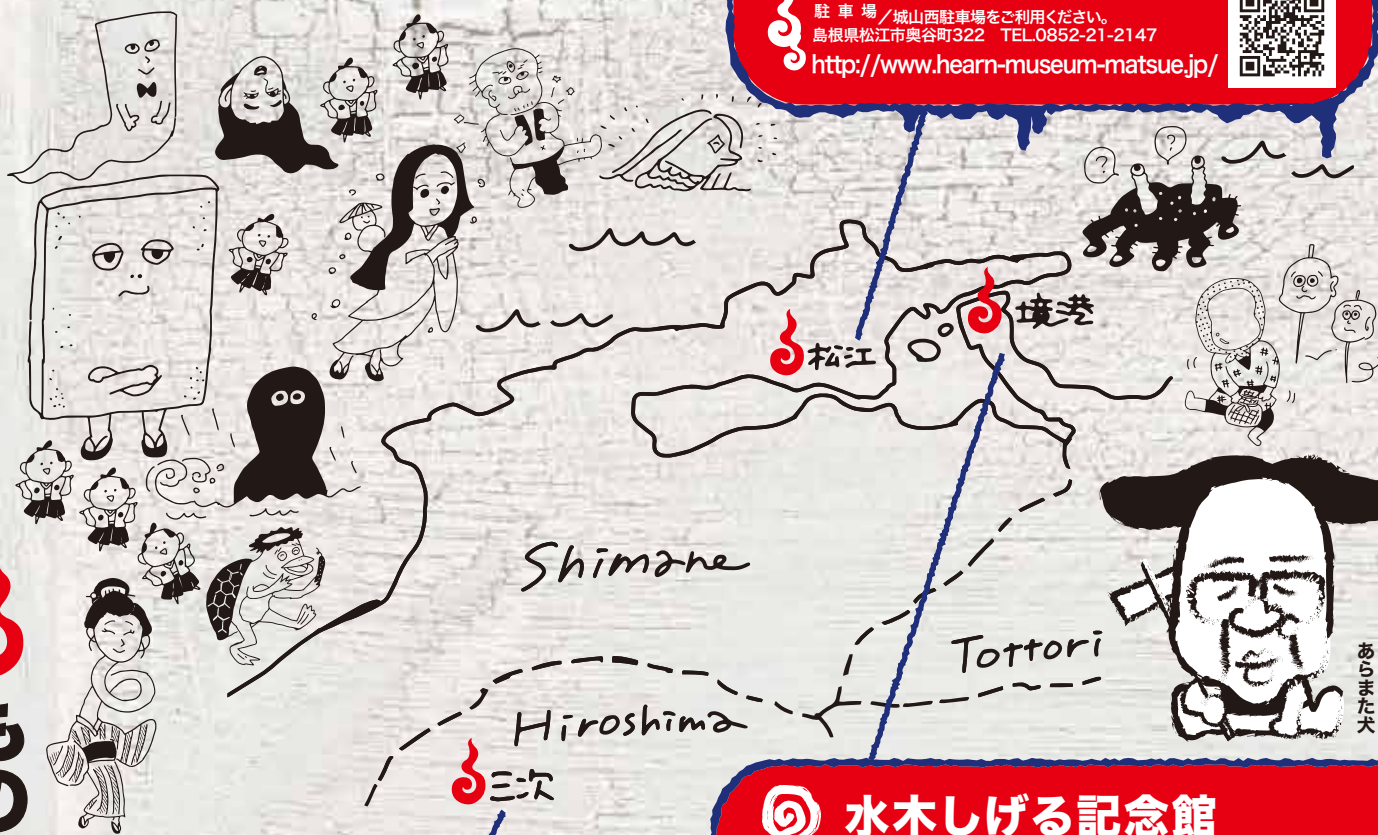 駐車場/城山西駐車場をご利用ください。
島根県松江市奥谷町322 TEL.0852-21-2147
http://www.hearn-museum-matsue.jp/
?
?
境港
松江
Shimane
Tottori
あらまた犬
Hiroshima
三次
水木しげる記念館